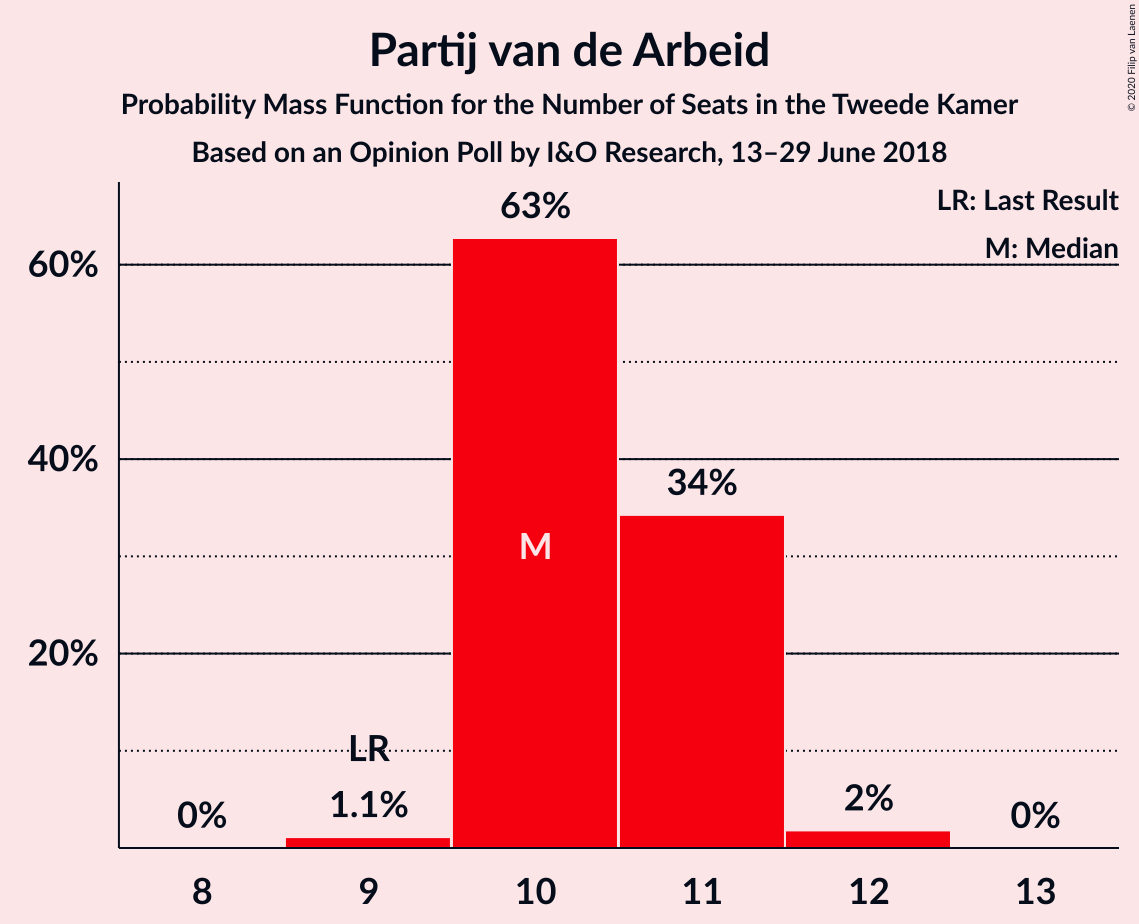 Partij van de Arbeid
Probability Mass Function for the Number of Seats in the Tweede Kamer
Based on an Opinion Poll by I&O Research, 13–29 June 2018
© 2020 Filip van Laenen
LR: Last Result
M: Median
63%
60%
40%
34%
M
20%
LR
0%
1.1%
2%
0%
8 9 10 11 12 13